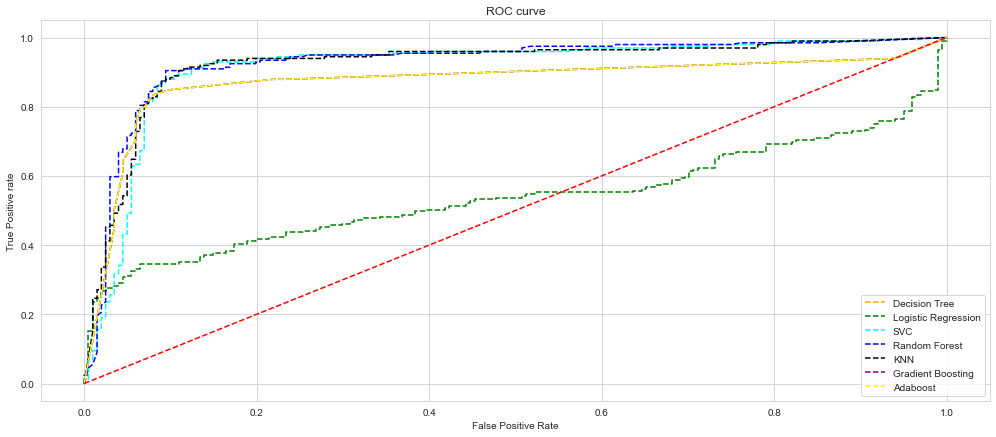 ROC curve
True Positive rate
1.0
0.8
0.6
0.4
0.2
0.0
Decision Tree
Logistic Regression
SVC
Random Forest
KNN
Gradient Boosting
Adaboost
0.0 0.2 0.4 0.6 0.8 1.0
False Positive Rate